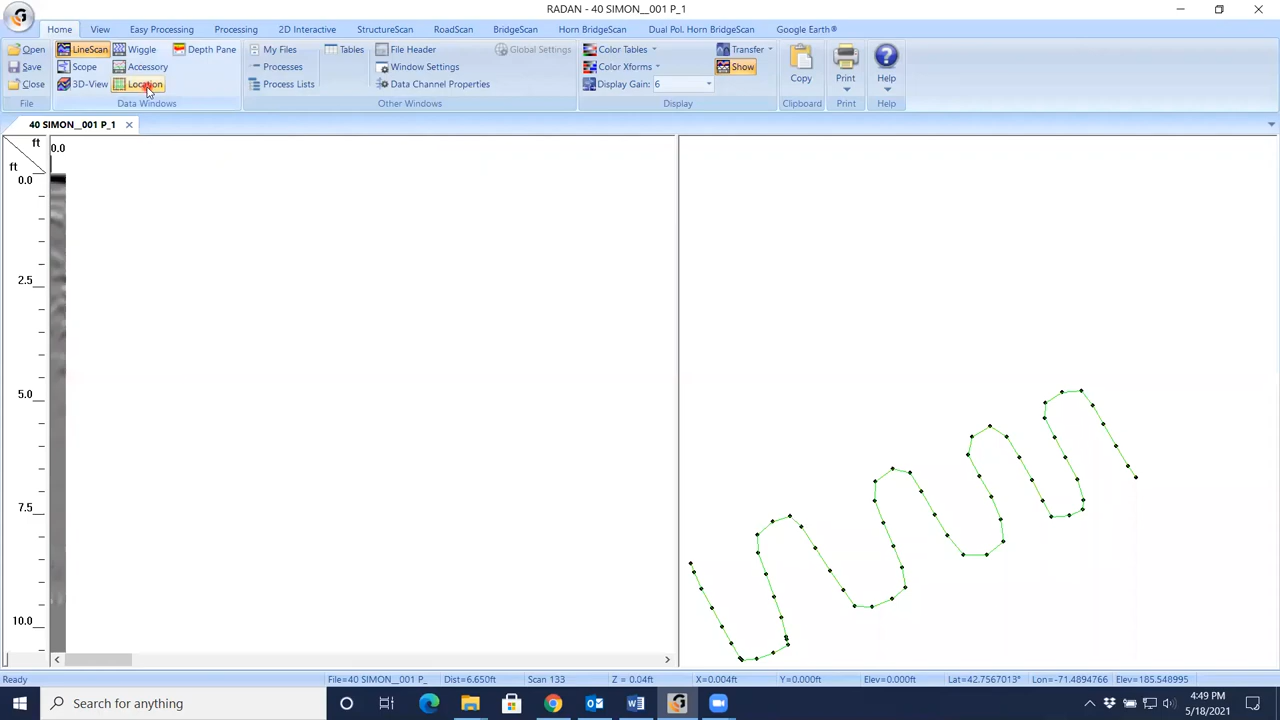 RADAN - 40 SIMON__001 P_1
Home View Easy Processing Processing 2D Interactive StructureScan RoadScan BridgeScan Horn BridgeScan Dual Pol. Horn BridgeScan Google Earth®
Open LineScan Wiggle Depth Pane My Files Tables File Header Global Settings Color Tables Transfer
Save Scope Accessory Processes Window Settings Color Xforms Show Copy Print Help
Close 3D-View Location Process Lists Data Channel Properties Display Gain: 6
File Data Windows Other Windows Display Clipboard Print Help
40 SIMON__001 P_1
ft 0.0
ft
0.0
2.5
5.0
7.5
10.0
Ready File=40 SIMON__001 P_ Dist=6.650ft Scan 133 Z = 0.04ft X=0.004ft Y=0.000ft Elev=0.000ft Lat=42.7567013° Lon=-71.4894766 Elev=185.548995
Type here to search 4:49 PM
5/18/2021